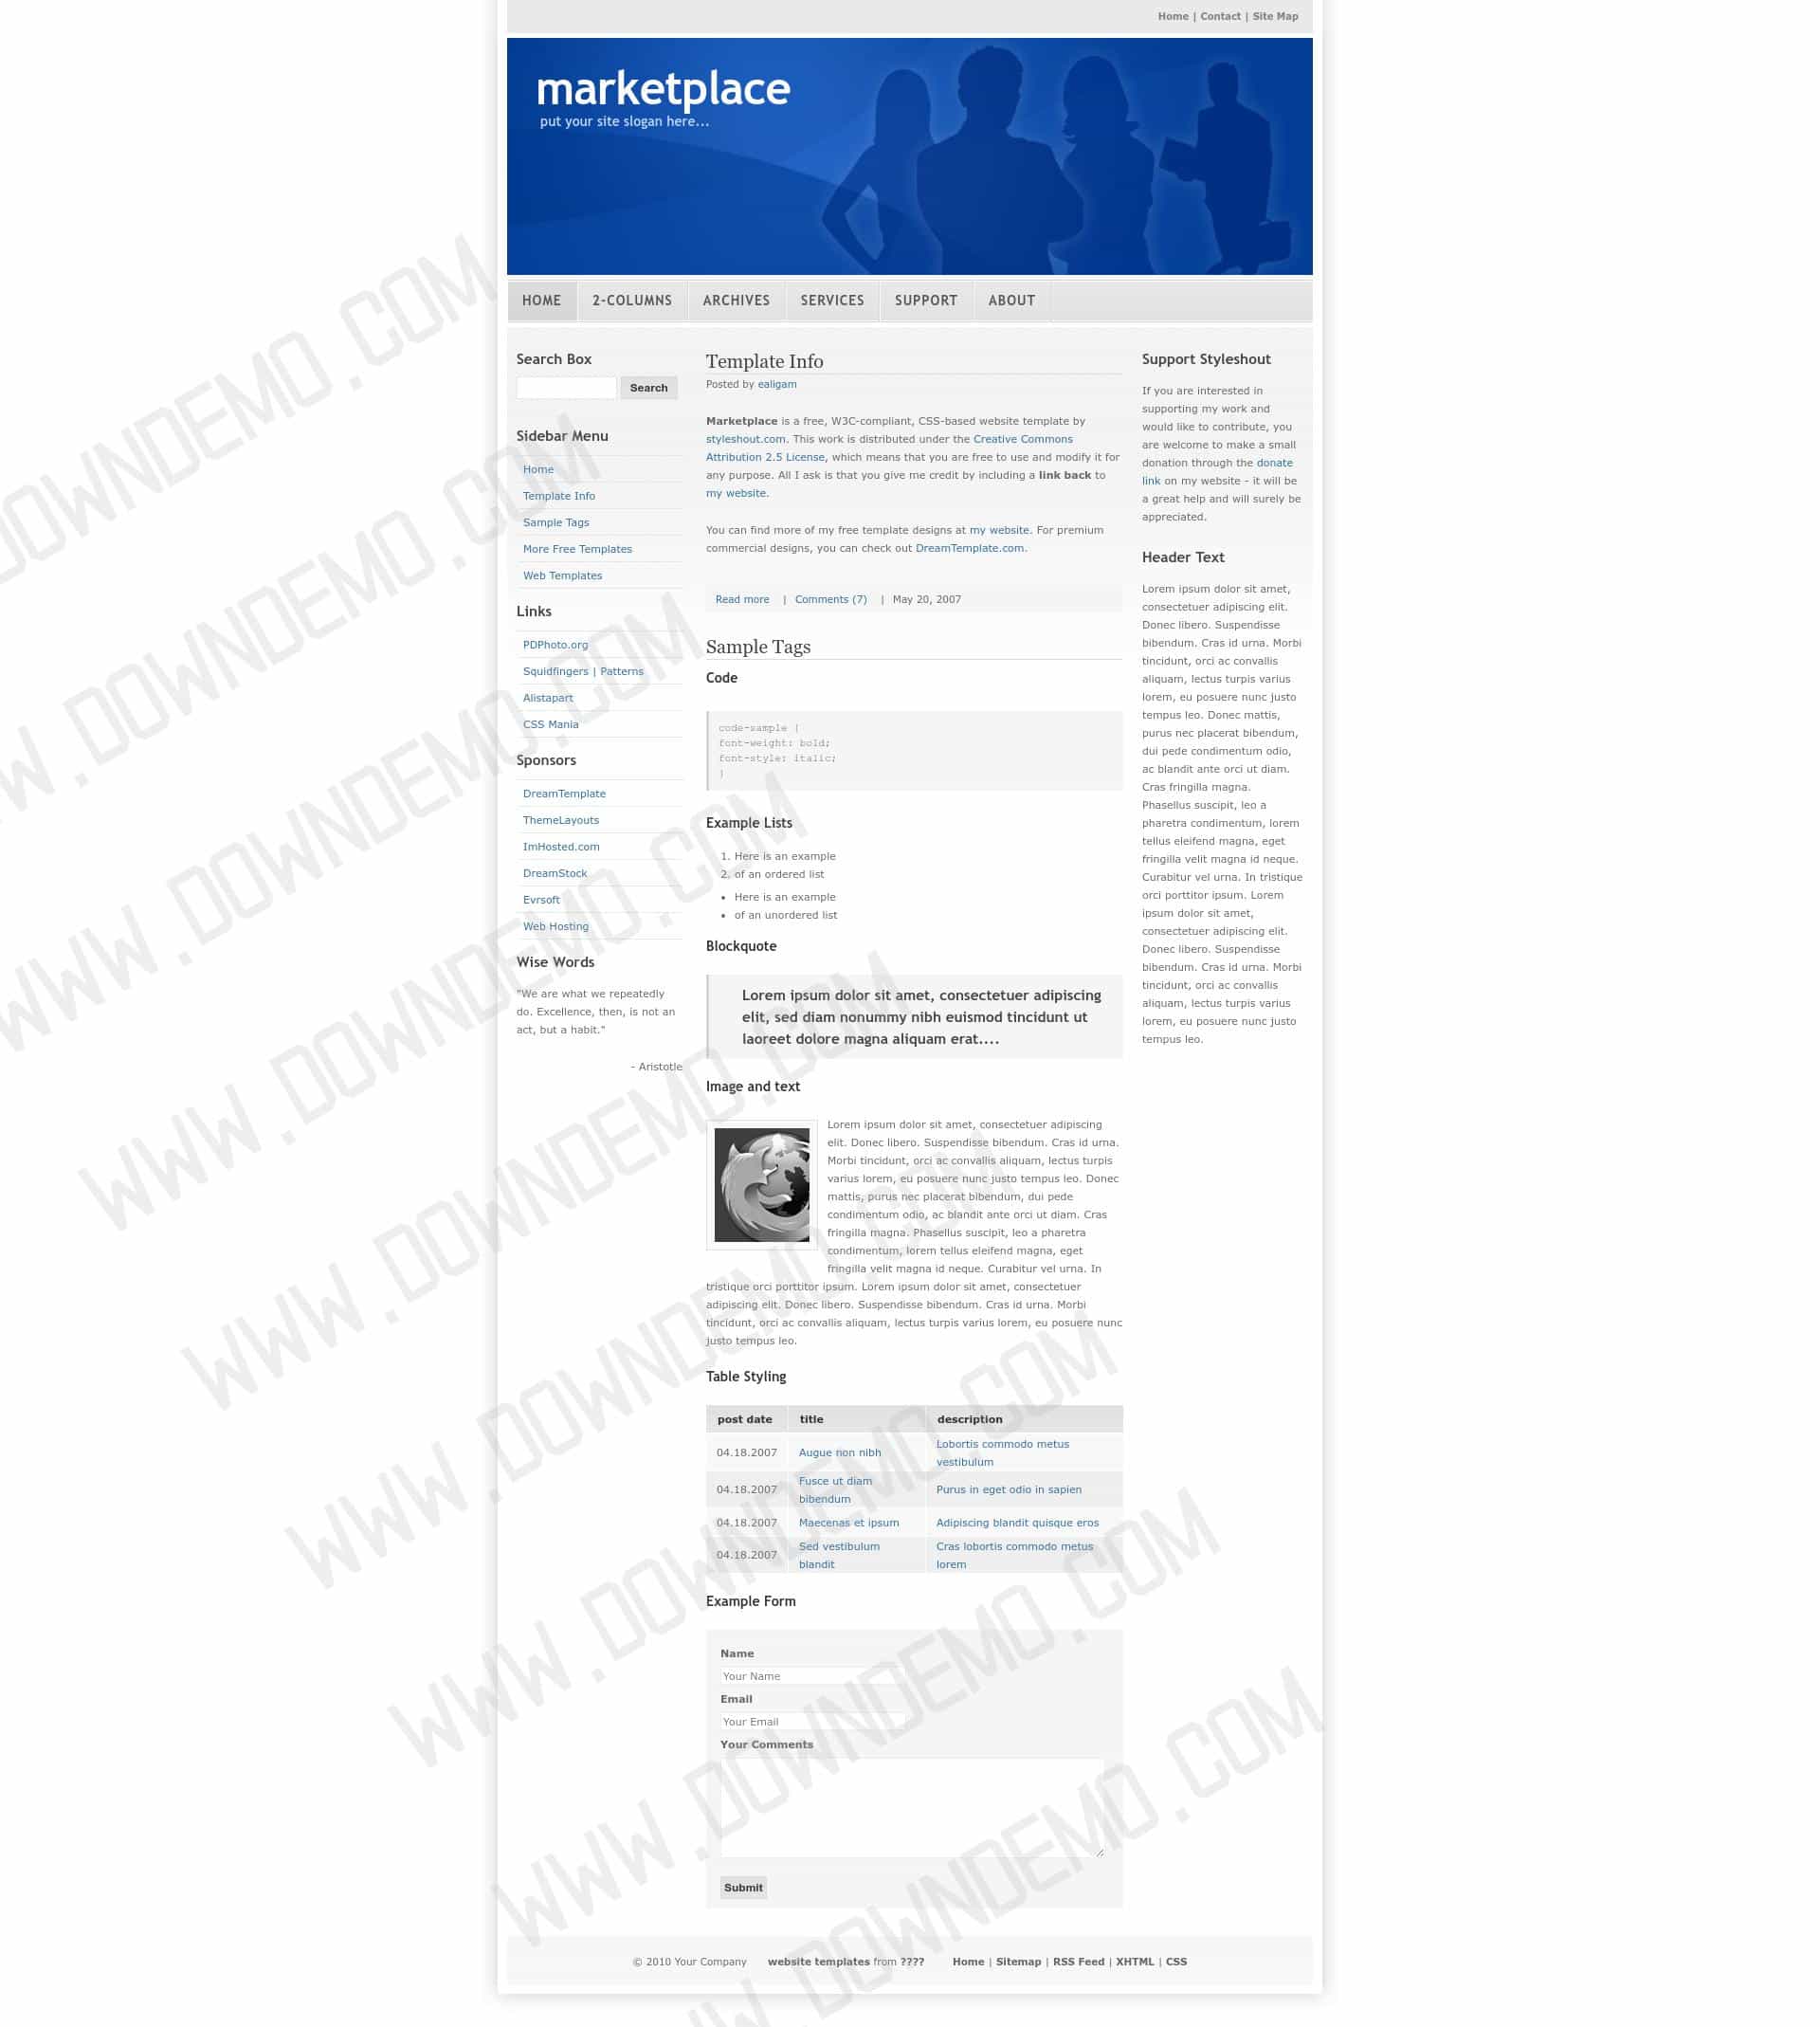 Home | Contact | Site Map
marketplace
put your site slogan here...
HOME
2-COLUMNS
ARCHIVES
SERVICES
SUPPORT
ABOUT
Search Box
Search
Sidebar Menu
Home
Template Info
Sample Tags
More Free Templates
Web Templates
Links
PDPhoto.org
Squidfingers | Patterns
Alistapart
CSS Mania
Sponsors
DreamTemplate
ThemeLayouts
ImHosted.com
DreamStock
Evrsoft
Web Hosting
Wise Words
"We are what we repeatedly
do. Excellence, then, is not an
act, but a habit."
- Aristotle
Template Info
Posted by ealigam
Marketplace is a free, W3C-compliant, CSS-based website template by
styleshout.com. This work is distributed under the Creative Commons
Attribution 2.5 License, which means that you are free to use and modify it for
any purpose. All I ask is that you give me credit by including a link back to
my website.
You can find more of my free template designs at my website. For premium
commercial designs, you can check out DreamTemplate.com.
Read more | Comments (7) | May 20, 2007
Sample Tags
Code
code-sample {
font-weight: bold;
font-style: italic;
}
Example Lists
1. Here is an example
2. of an ordered list
• Here is an example
• of an unordered list
Blockquote
Lorem ipsum dolor sit amet, consectetuer adipiscing
elit, sed diam nonummy nibh euismod tincidunt ut
laoreet dolore magna aliquam erat....
Image and text
Lorem ipsum dolor sit amet, consectetuer adipiscing
elit. Donec libero. Suspendisse bibendum. Cras id urna.
Morbi tincidunt, orci ac convallis aliquam, lectus turpis
varius lorem, eu posuere nunc justo tempus leo. Donec
mattis, purus nec placerat bibendum, dui pede
condimentum odio, ac blandit ante orci ut diam. Cras
fringilla magna. Phasellus suscipit, leo a pharetra
condimentum, lorem tellus eleifend magna, eget
fringilla velit magna id neque. Curabitur vel urna. In
tristique orci porttitor ipsum. Lorem ipsum dolor sit amet, consectetuer
adipiscing elit. Donec libero. Suspendisse bibendum. Cras id urna. Morbi
tincidunt, orci ac convallis aliquam, lectus turpis varius lorem, eu posuere nunc
justo tempus leo.
Table Styling
post date title description
04.18.2007 Augue non nibh Lobortis commodo metus
vestibulum
04.18.2007 Fusce ut diam
bibendum Purus in eget odio in sapien
04.18.2007 Maecenas et ipsum Adipiscing blandit quisque eros
04.18.2007 Sed vestibulum
blandit Cras lobortis commodo metus
lorem
Example Form
Name
Your Name
Email
Your Email
Your Comments
Submit
Support Styleshout
If you are interested in
supporting my work and
would like to contribute, you
are welcome to make a small
donation through the donate
link on my website - it will be
a great help and will surely be
appreciated.
Header Text
Lorem ipsum dolor sit amet,
consectetuer adipiscing elit.
Donec libero. Suspendisse
bibendum. Cras id urna. Morbi
tincidunt, orci ac convallis
aliquam, lectus turpis varius
lorem, eu posuere nunc justo
tempus leo. Donec mattis,
purus nec placerat bibendum,
dui pede condimentum odio,
ac blandit ante orci ut diam.
Cras fringilla magna.
Phasellus suscipit, leo a
pharetra condimentum, lorem
tellus eleifend magna, eget
fringilla velit magna id neque.
Curabitur vel urna. In tristique
orci porttitor ipsum. Lorem
ipsum dolor sit amet,
consectetuer adipiscing elit.
Donec libero. Suspendisse
bibendum. Cras id urna. Morbi
tincidunt, orci ac convallis
aliquam, lectus turpis varius
lorem, eu posuere nunc justo
tempus leo.
© 2010 Your Company website templates from ???? Home | Sitemap | RSS Feed | XHTML | CSS
WWW.DOWNDEMO.COM
WWW.DOWNDEMO.COM
WWW.DOWNDEMO.COM
WWW.DOWNDEMO.COM
WWW.DOWNDEMO.COM
WWW.DOWNDEMO.COM
WWW.DOWNDEMO.COM
WWW.DOWNDEMO.COM